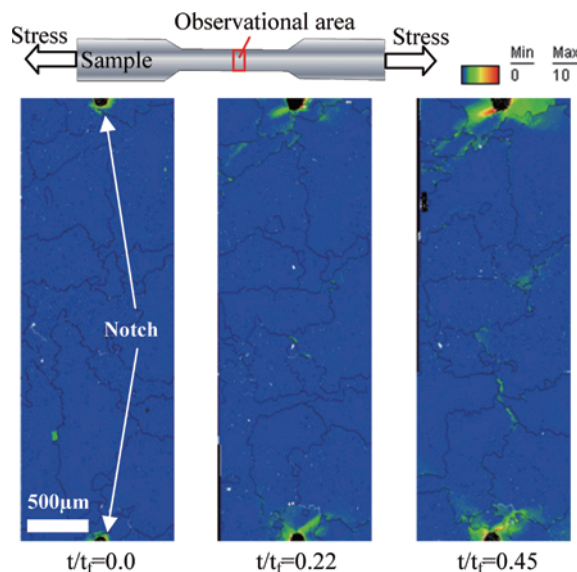 Observational area
Stress
Stress
Sample
Min Max
0 10
Notch
500μm
t/tf=0.0 t/tf=0.22 t/tf=0.45